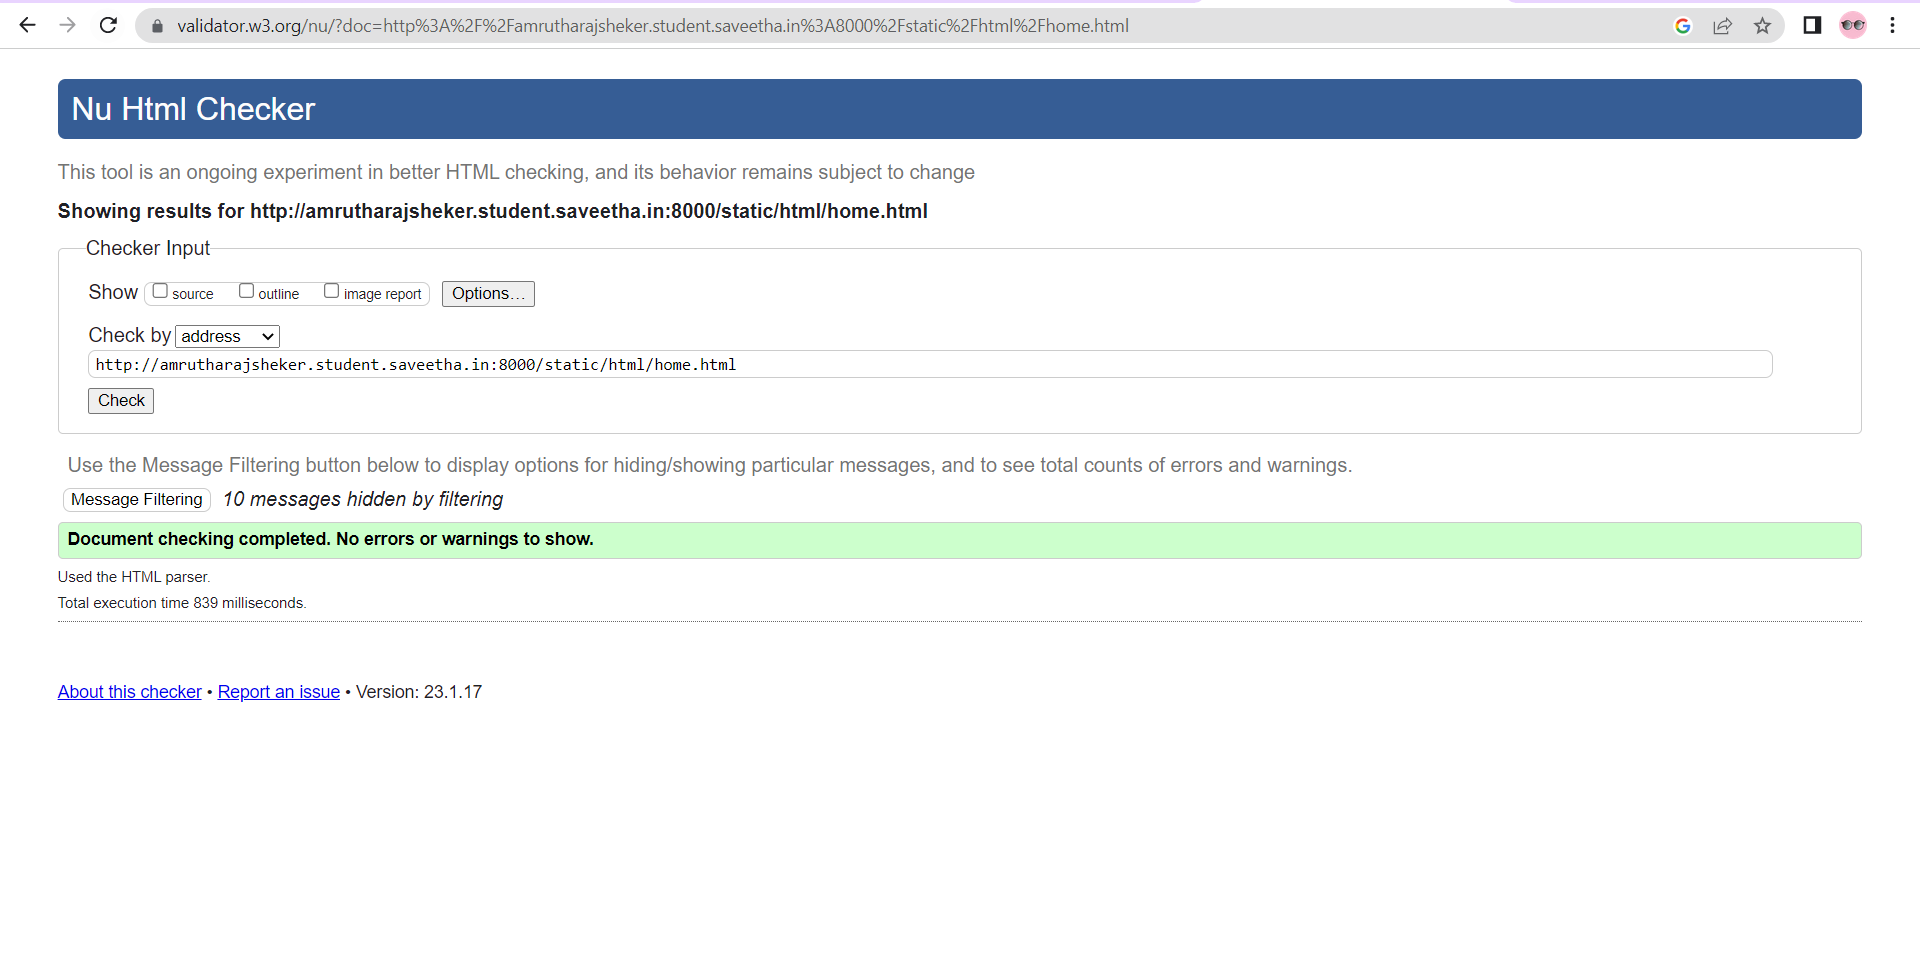 validator.w3.org/nu/?doc=http%3A%2F%2Famrutharajsheker.student.saveetha.in%3A8000%2Fstatic%2Fhtml%2Fhome.html
Nu Html Checker
This tool is an ongoing experiment in better HTML checking, and its behavior remains subject to change
Showing results for http://amrutharajsheker.student.saveetha.in:8000/static/html/home.html
Checker Input
Show source outline image report Options…
Check by address
http://amrutharajsheker.student.saveetha.in:8000/static/html/home.html
Check
Use the Message Filtering button below to display options for hiding/showing particular messages, and to see total counts of errors and warnings.
Message Filtering 10 messages hidden by filtering
Document checking completed. No errors or warnings to show.
Used the HTML parser.
Total execution time 839 milliseconds.
About this checker • Report an issue • Version: 23.1.17